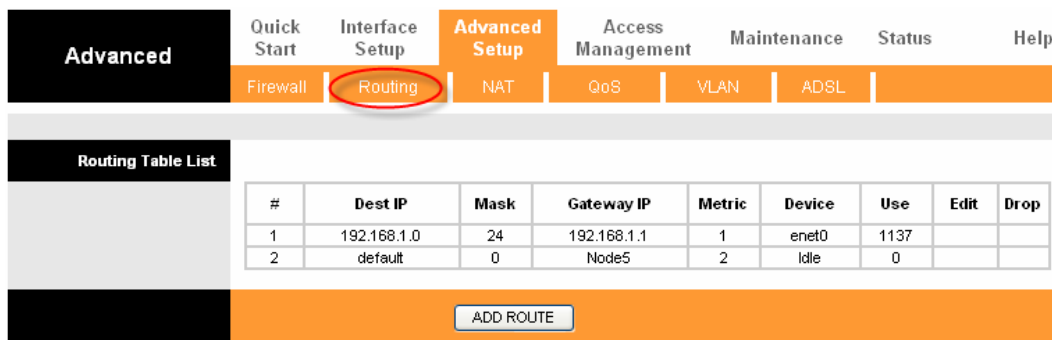 Advanced
Quick Start
Interface Setup
Advanced Setup
Access Management
Maintenance
Status
Help
Firewall
Routing
NAT
QoS
VLAN
ADSL
Routing Table List
# Dest IP Mask Gateway IP Metric Device Use Edit Drop
1 192.168.1.0 24 192.168.1.1 1 enet0 1137
2 default 0 Node5 2 Idle 0
ADD ROUTE